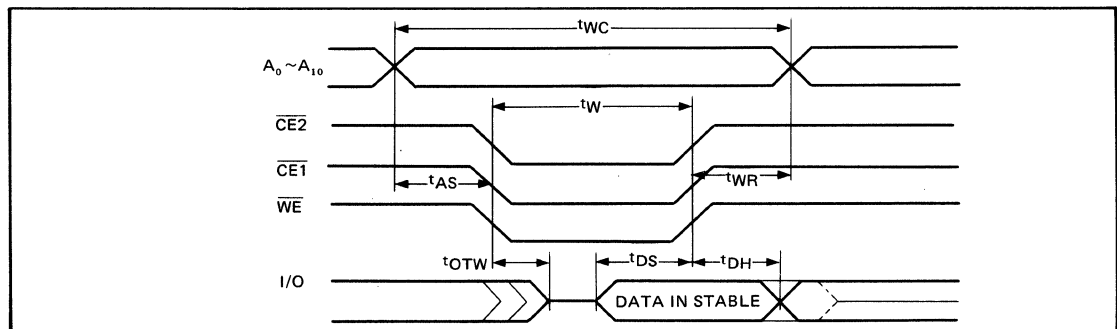 tWC
A0~A10
tW
CE2
CE1
tAS
tWR
WE
tOTW
tDS
tDH
I/O
DATA IN STABLE